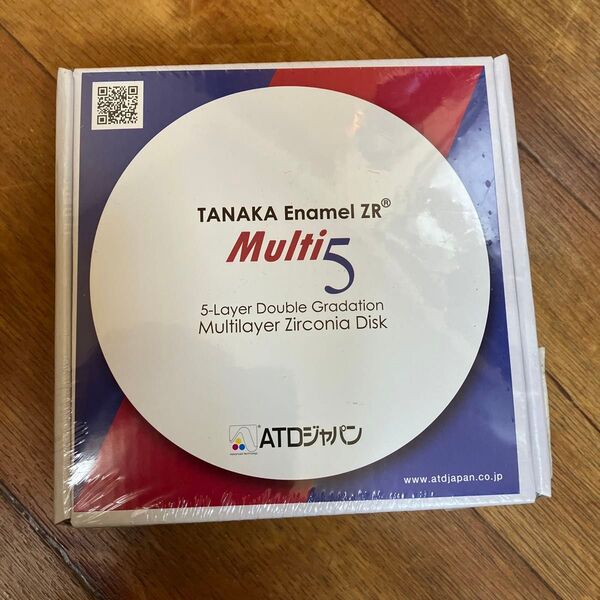 TANAKA Enamel ZR®
Multi5
5-Layer Double Gradation
Multilayer Zirconia Disk
ATDジャパン
www.atdjapan.co.jp